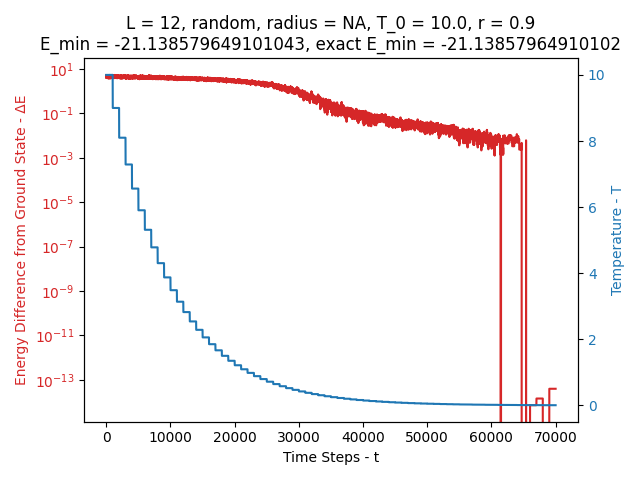 L = 12, random, radius = NA, T_0 = 10.0, r = 0.9
E_min = -21.138579649101043, exact E_min = -21.13857964910102
Energy Difference from Ground State - ΔE
10¹
10⁻¹
10⁻³
10⁻⁵
10⁻⁷
10⁻⁹
10⁻¹¹
10⁻¹³
10
8
6
4
2
0
Temperature - T
0 10000 20000 30000 40000 50000 60000 70000
Time Steps - t